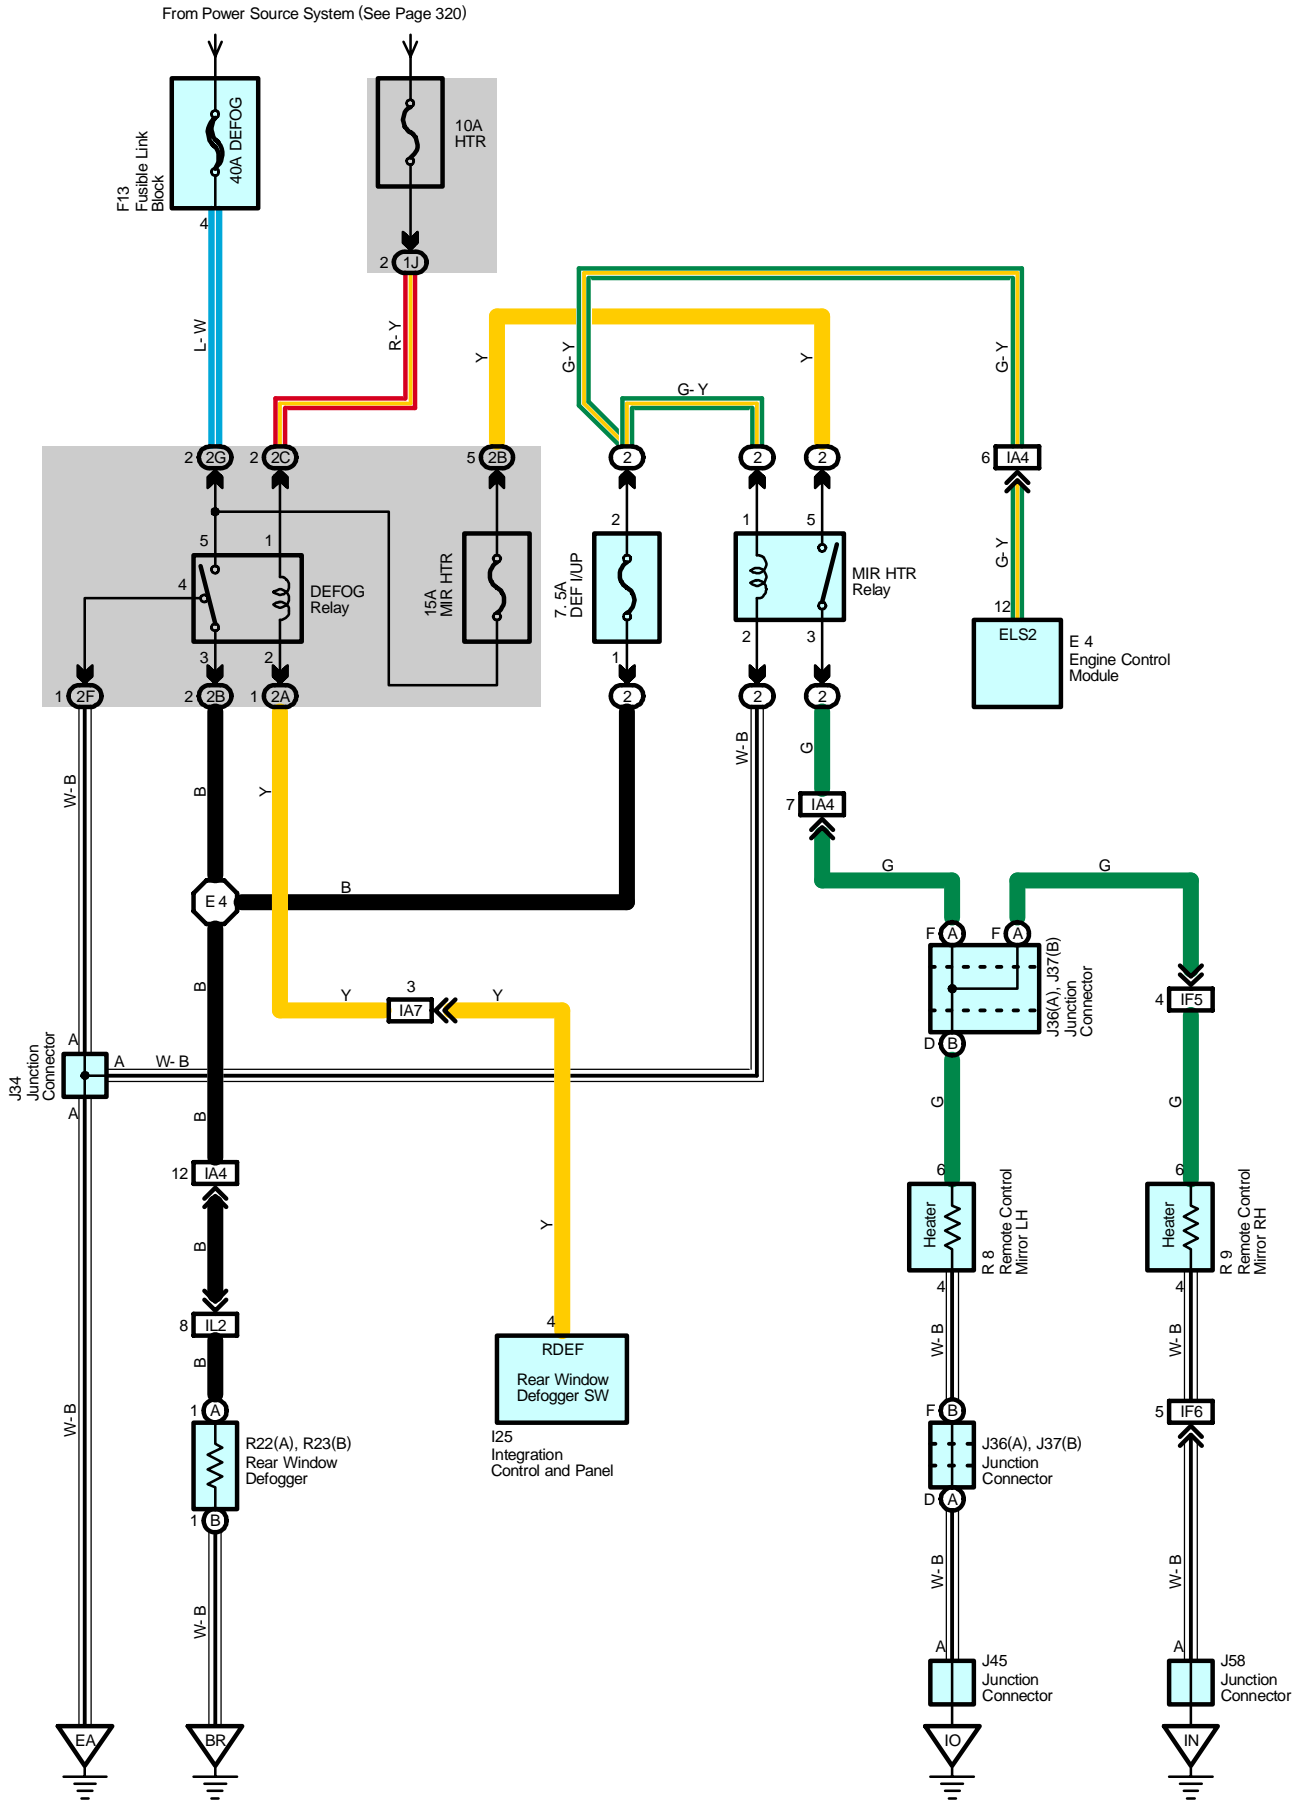 From Power Source System (See Page 320)
40A DEFOG
F13
Fusible Link
Block
4
10A
HTR
2 1J
L- W
R- Y
Y
G- Y
G- Y
Y
G- Y
2 2G
2 2C
5 2B
2
2
2
6 IA4
5
1
4
DEFOG
Relay
3
2
15A
MIR HTR
2
7. 5A
DEF I/UP
1
1
5
MIR HTR
Relay
2
3
G- Y
12
ELS2
E 4
Engine Control
Module
1 2F
2 2B
1 2A
2
2
2
W- B
B
Y
W- B
G
7 IA4
E 4
B
G
G
F A
F A
J36(A), J37(B)
Junction
Connector
D B
B
Y
3
IA7
Y
4 IF5
A
J34
Junction
Connector
A
W- B
A
B
G
G
12 IA4
6
Heater
R 8
Remote Control
Mirror LH
4
6
Heater
R 9
Remote Control
Mirror RH
4
B
Y
8 IL2
B
4
RDEF
Rear Window
Defogger SW
I25
Integration
Control and Panel
W- B
W- B
W- B
1 A
R22(A), R23(B)
Rear Window
Defogger
1 B
F B
J36(A), J37(B)
Junction
Connector
D A
5 IF6
W- B
W- B
W- B
A
J45
Junction
Connector
A
J58
Junction
Connector
EA
BR
IO
IN